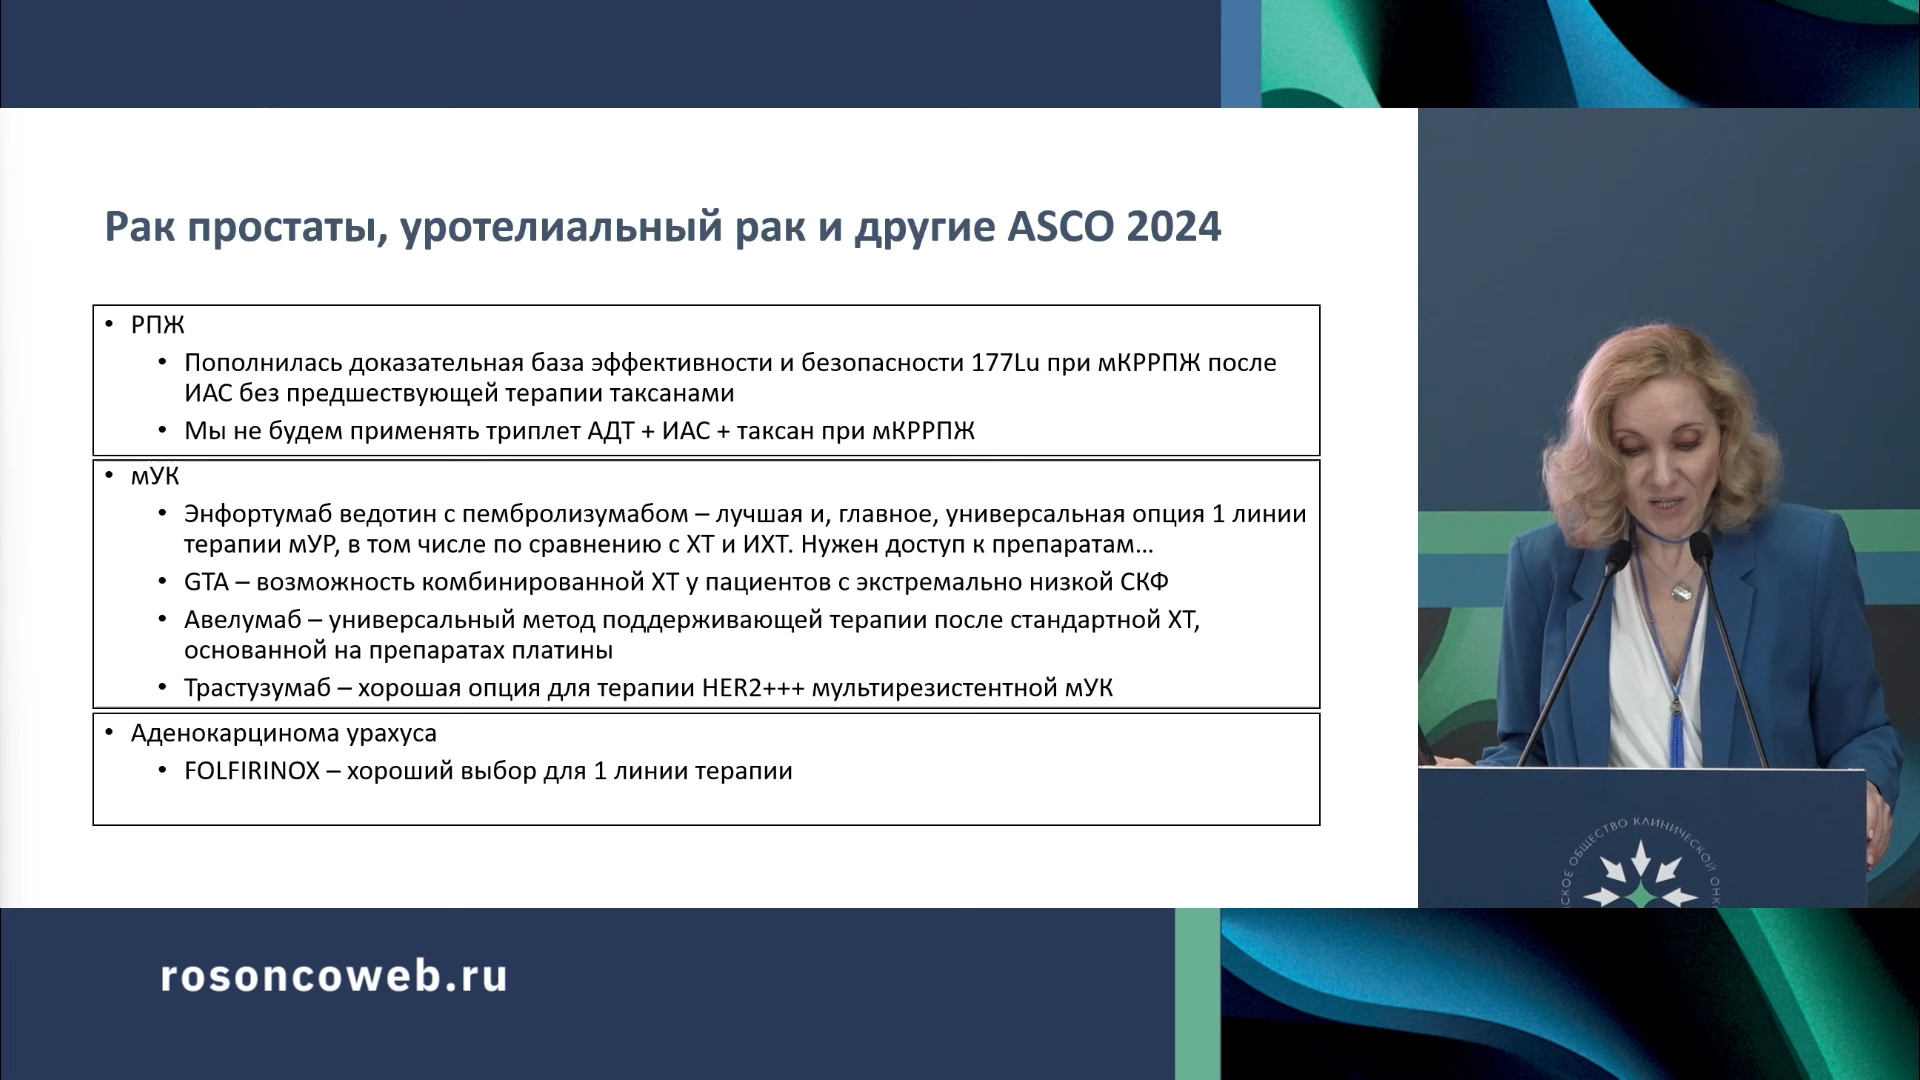 Рак простаты, уротелиальный рак и другие ASCO 2024
• РПЖ
• Пополнилась доказательная база эффективности и безопасности 177Lu при мКРРПЖ после
ИАС без предшествующей терапии таксанами
• Мы не будем применять триплет АДТ + ИАС + таксан при мКРРПЖ
• мУК
• Энфортумаб ведотин с пембролизумабом – лучшая и, главное, универсальная опция 1 линии
терапии мУР, в том числе по сравнению с ХТ и ИХТ. Нужен доступ к препаратам…
• GTA – возможность комбинированной ХТ у пациентов с экстремально низкой СКФ
• Авелумаб – универсальный метод поддерживающей терапии после стандартной ХТ,
основанной на препаратах платины
• Трастузумаб – хорошая опция для терапии HER2+++ мультирезистентной мУК
• Аденокарцинома урахуса
• FOLFIRINOX – хороший выбор для 1 линии терапии
СКОЕ ОБЩЕСТВО КЛИНИЧЕСКОЙ ОНК
rosoncoweb.ru